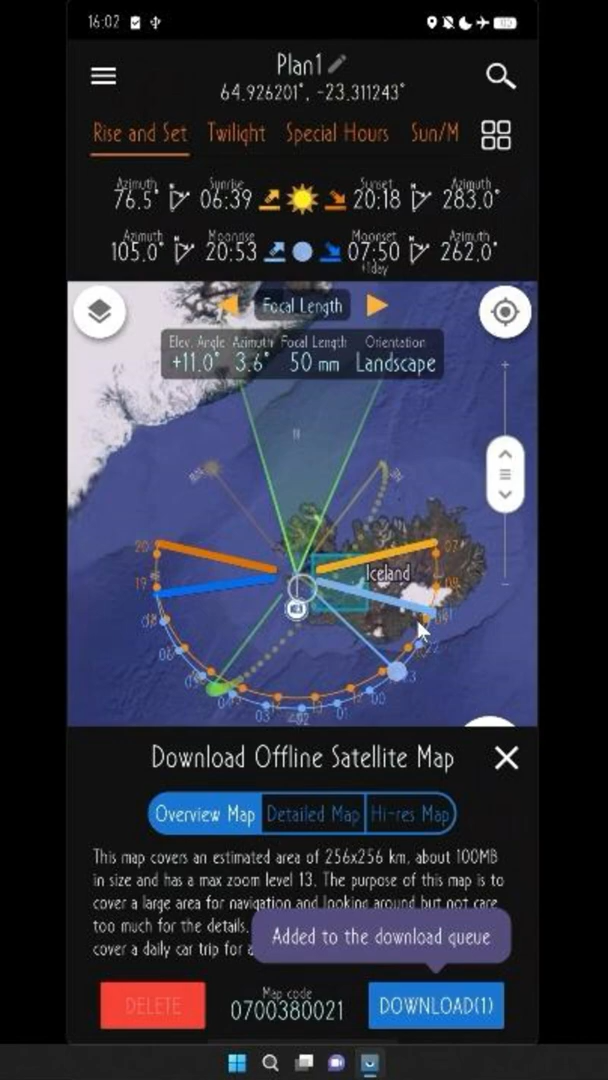 16:02
Plan1
64.926201°, -23.311243°
Rise and Set Twilight Special Hours Sun/M
Azimuth Sunrise Sunset Azimuth
76.5° 06:39 20:18 283.0°
Azimuth Moonrise Moonset Azimuth
105.0° 20:53 07:50 262.0°
+1day
Focal Length
Elev. Angle Azimuth Focal Length Orientation
+11.0° 3.6° 50 mm Landscape
N
20 07
19 Iceland
Download Offline Satellite Map
Overview Map Detailed Map Hi-res Map
This map covers an estimated area of 256x256 km, about 100MB
in size and has a max zoom level 13. The purpose of this map is to
cover a large area for navigation and looking around but not care
too much for the details.
cover a daily car trip for a
Added to the download queue
DELETE Map code DOWNLOAD(1)
0700380021